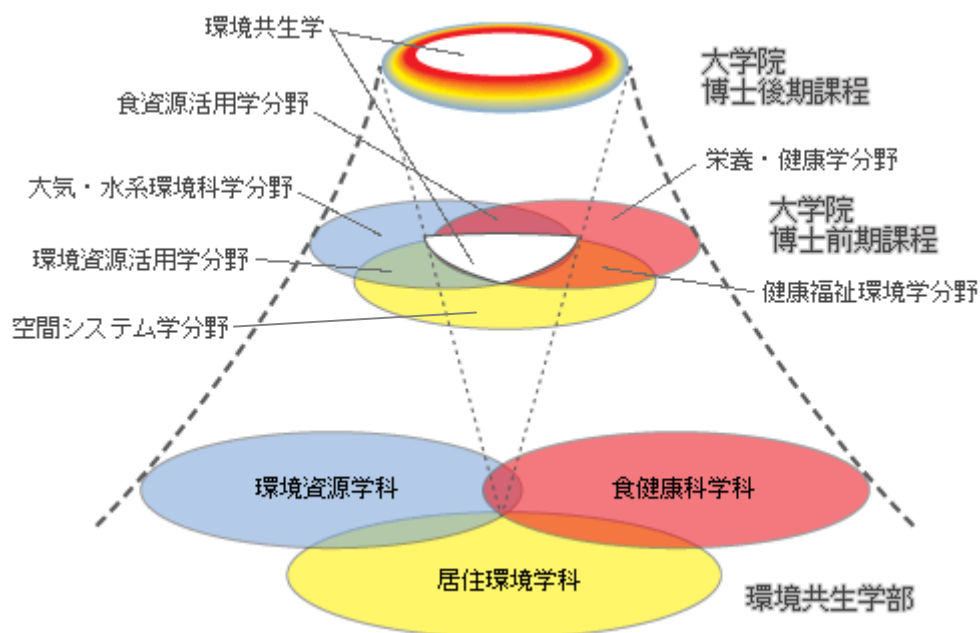 環境共生学
大学院
博士後期課程
食資源活用学分野
栄養・健康学分野
大気・水系環境科学分野
大学院
博士前期課程
環境資源活用学分野
健康福祉環境学分野
空間システム学分野
環境資源学科
食健康科学科
居住環境学科
環境共生学部